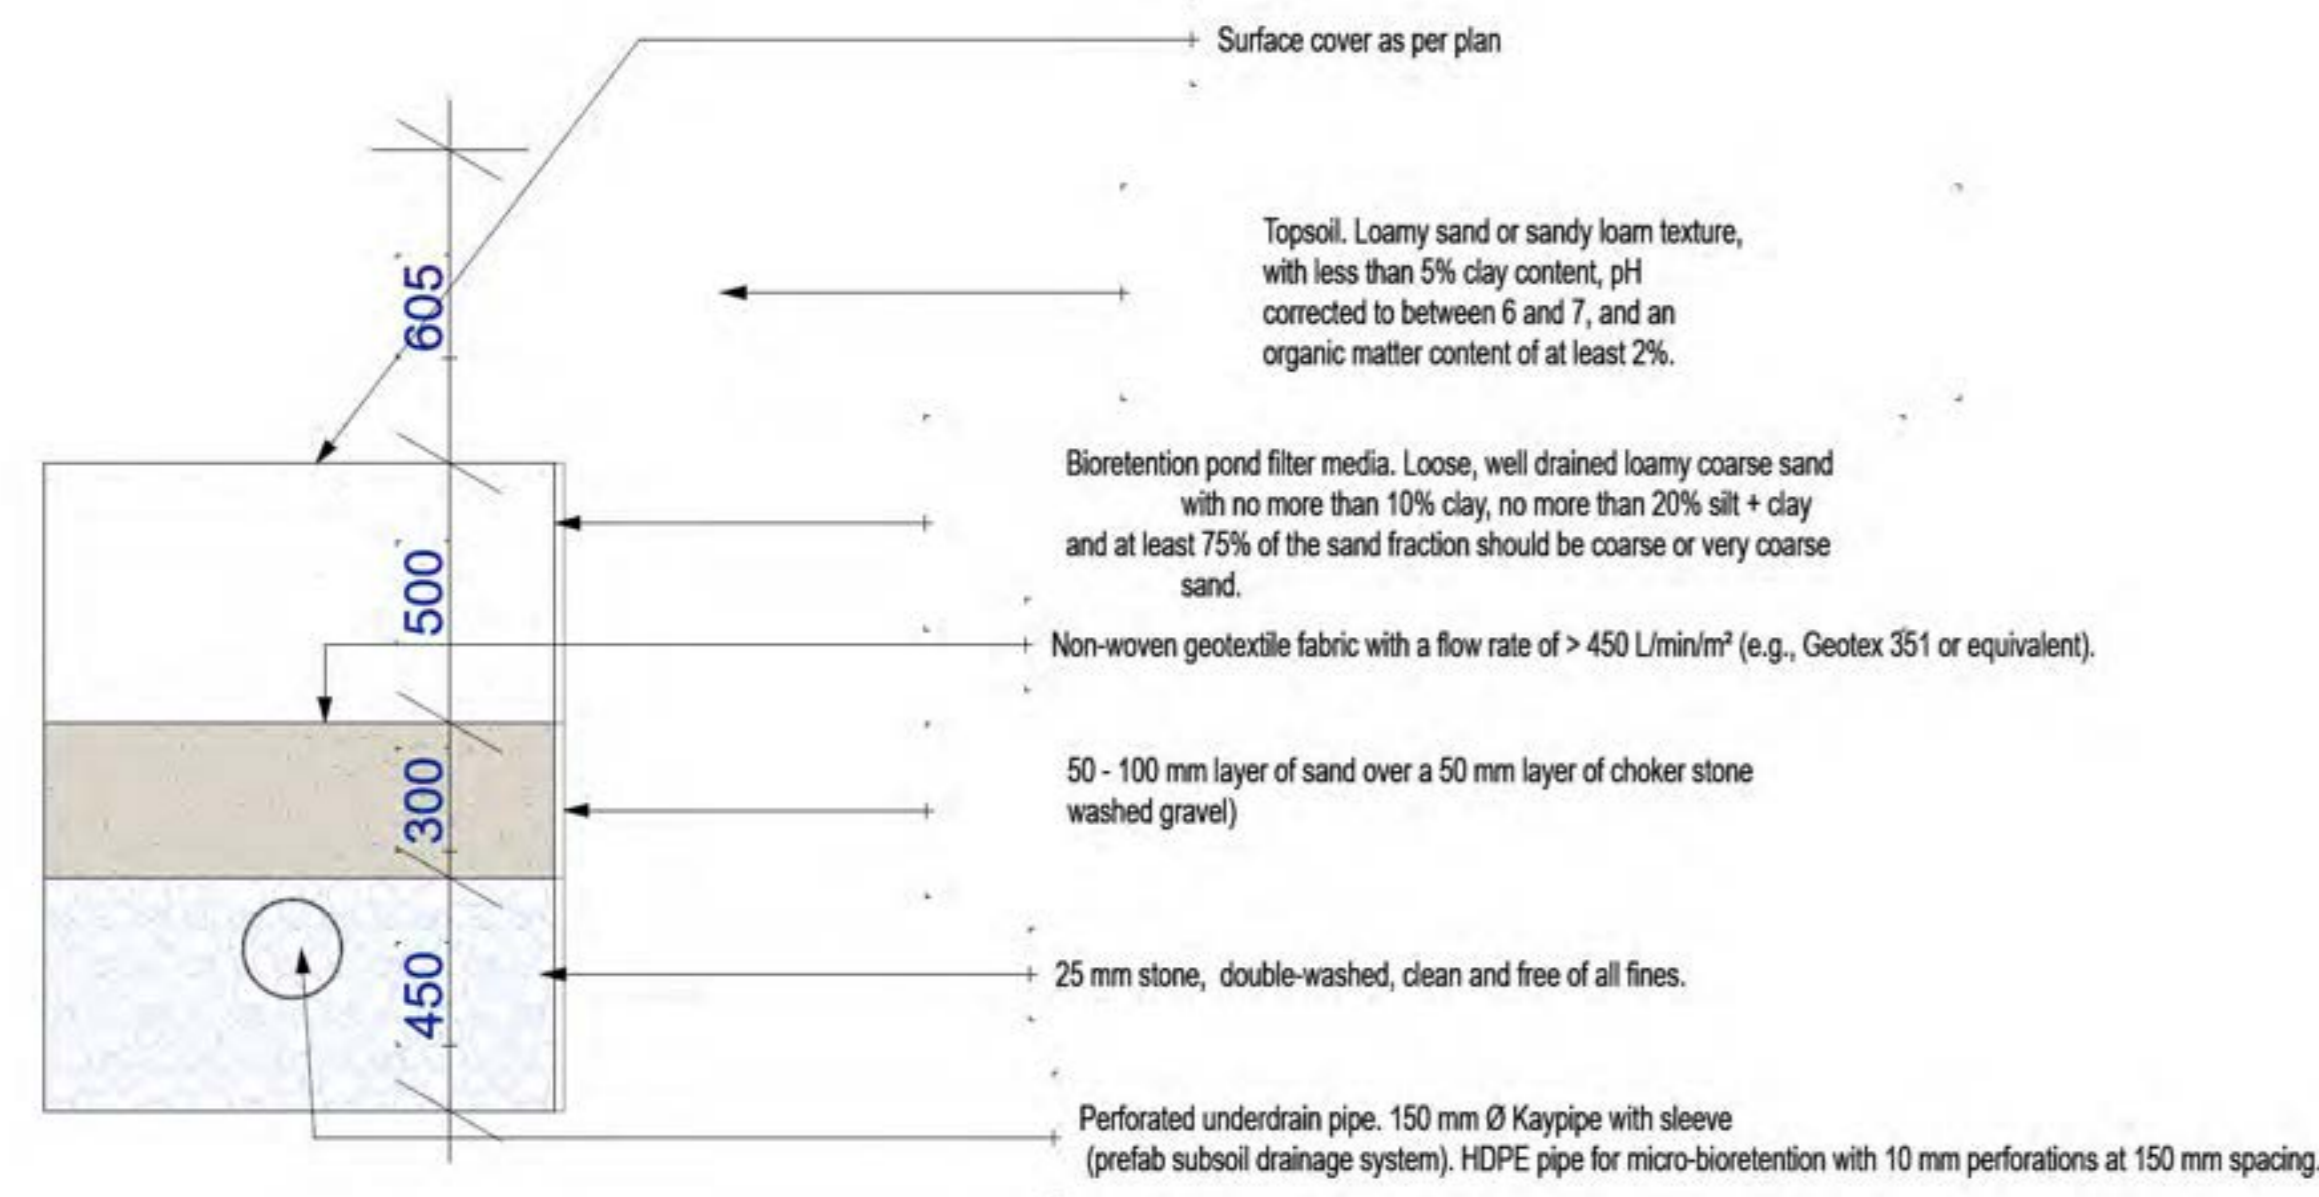 Surface cover as per plan
605
Topsoil. Loamy sand or sandy loam texture,
with less than 5% clay content, pH
corrected to between 6 and 7, and an
organic matter content of at least 2%.
Bioretention pond filter media. Loose, well drained loamy coarse sand
with no more than 10% clay, no more than 20% silt + clay
and at least 75% of the sand fraction should be coarse or very coarse
sand.
500
Non-woven geotextile fabric with a flow rate of > 450 L/min/m² (e.g., Geotex 351 or equivalent).
300
50 - 100 mm layer of sand over a 50 mm layer of choker stone
washed gravel)
450
25 mm stone, double-washed, clean and free of all fines.
Perforated underdrain pipe. 150 mm Ø Kaypipe with sleeve
(prefab subsoil drainage system). HDPE pipe for micro-bioretention with 10 mm perforations at 150 mm spacing.